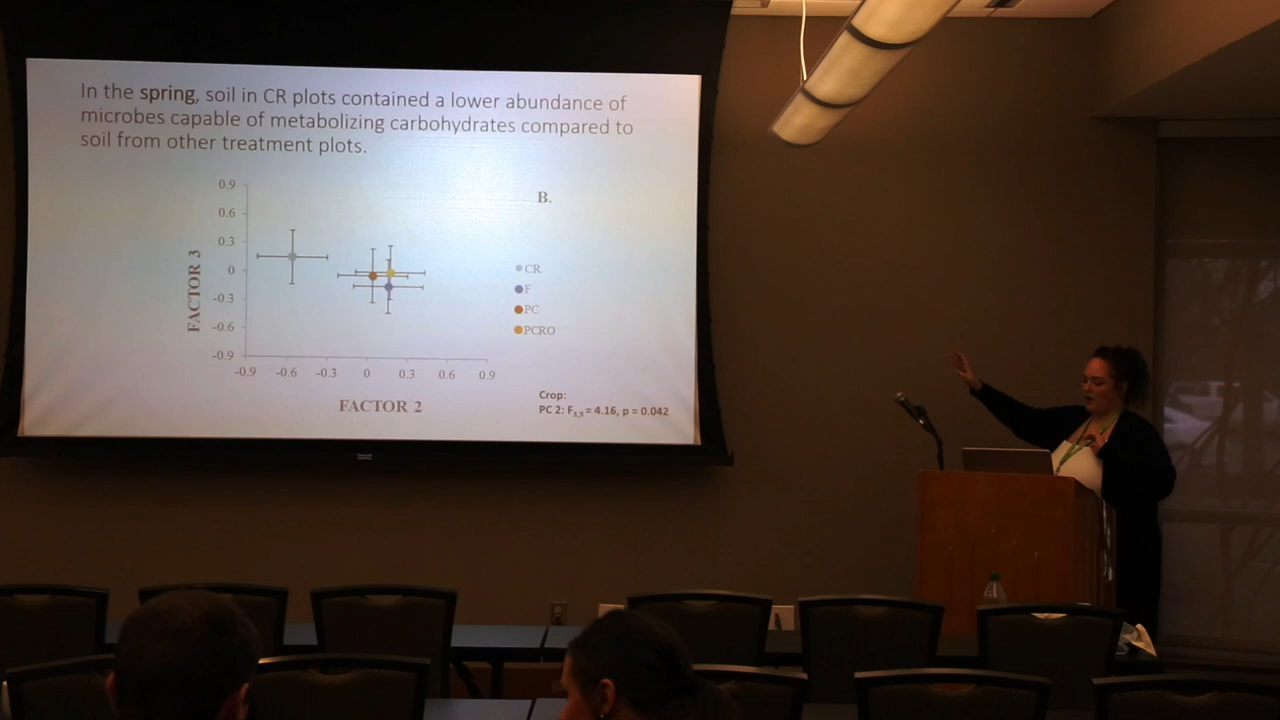 In the spring, soil in CR plots contained a lower abundance of
microbes capable of metabolizing carbohydrates compared to
soil from other treatment plots.
B.
0.9
0.6
0.3
0
-0.3
-0.6
-0.9
FACTOR 3
-0.9 -0.6 -0.3 0 0.3 0.6 0.9
FACTOR 2
CR
F
PC
PCRO
Crop:
PC 2: F3,9 = 4.16, p = 0.042